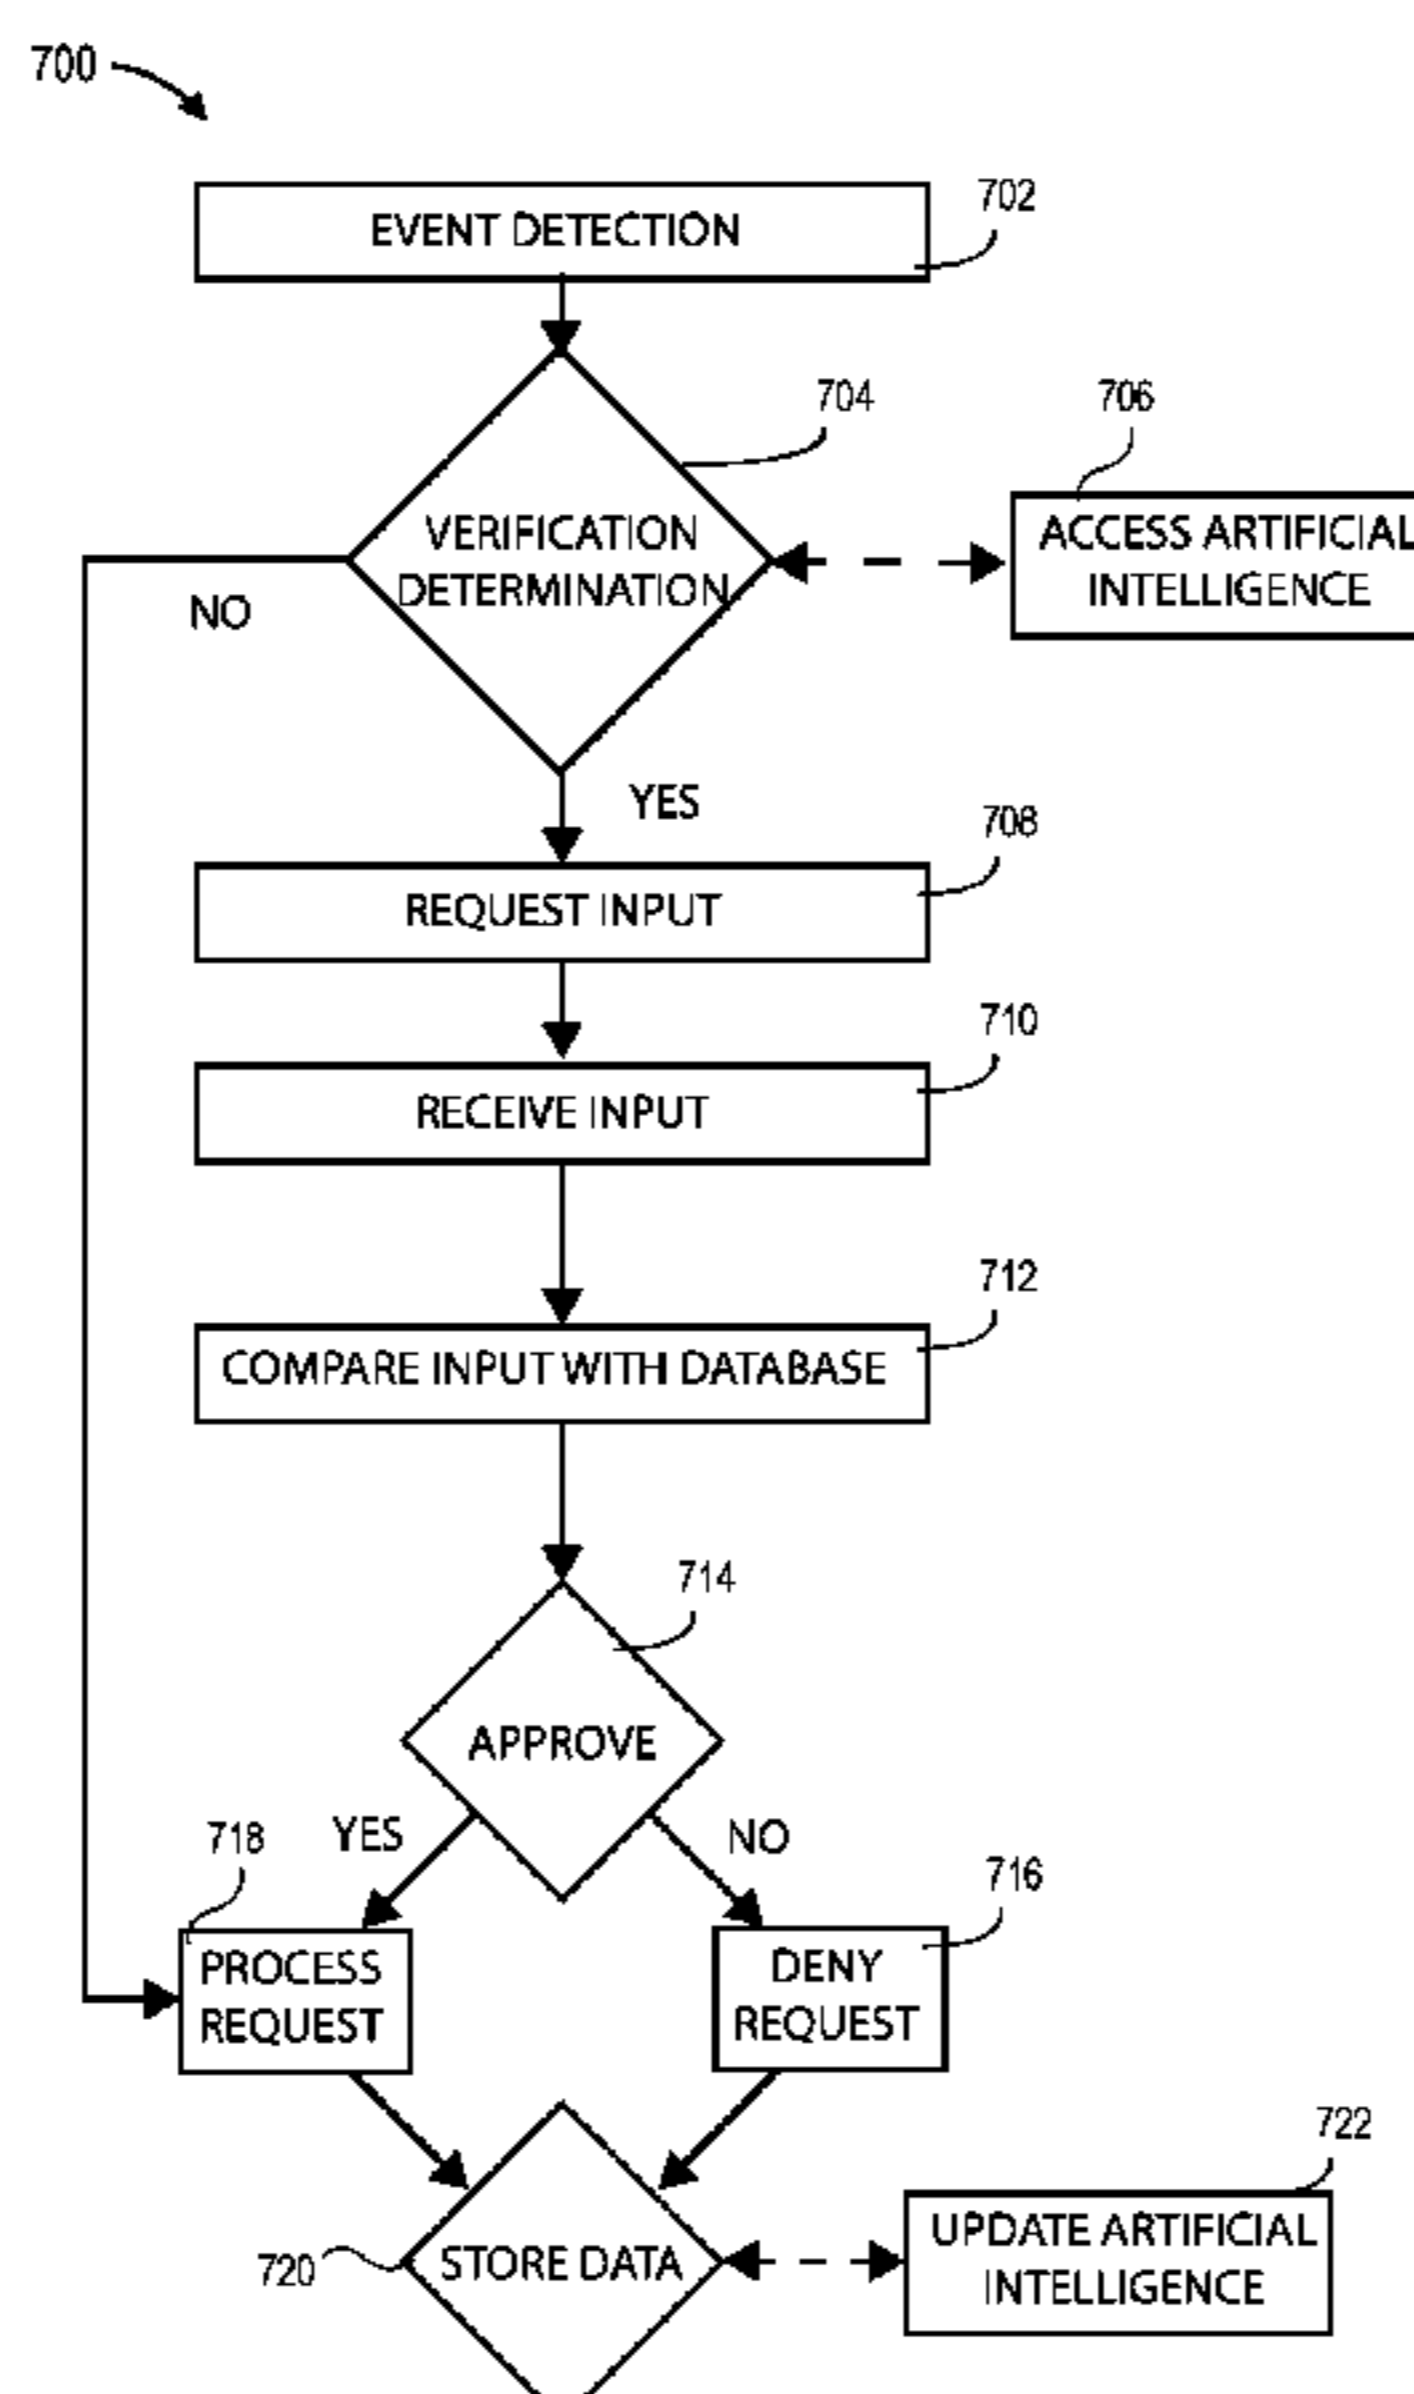 700
702
EVENT DETECTION
704
706
VERIFICATION
DETERMINATION
ACCESS ARTIFICIAL
INTELLIGENCE
NO
YES
708
REQUEST INPUT
710
RECEIVE INPUT
712
COMPARE INPUT WITH DATABASE
714
APPROVE
YES
NO
718
716
PROCESS
REQUEST
DENY
REQUEST
722
720
STORE DATA
UPDATE ARTIFICIAL
INTELLIGENCE